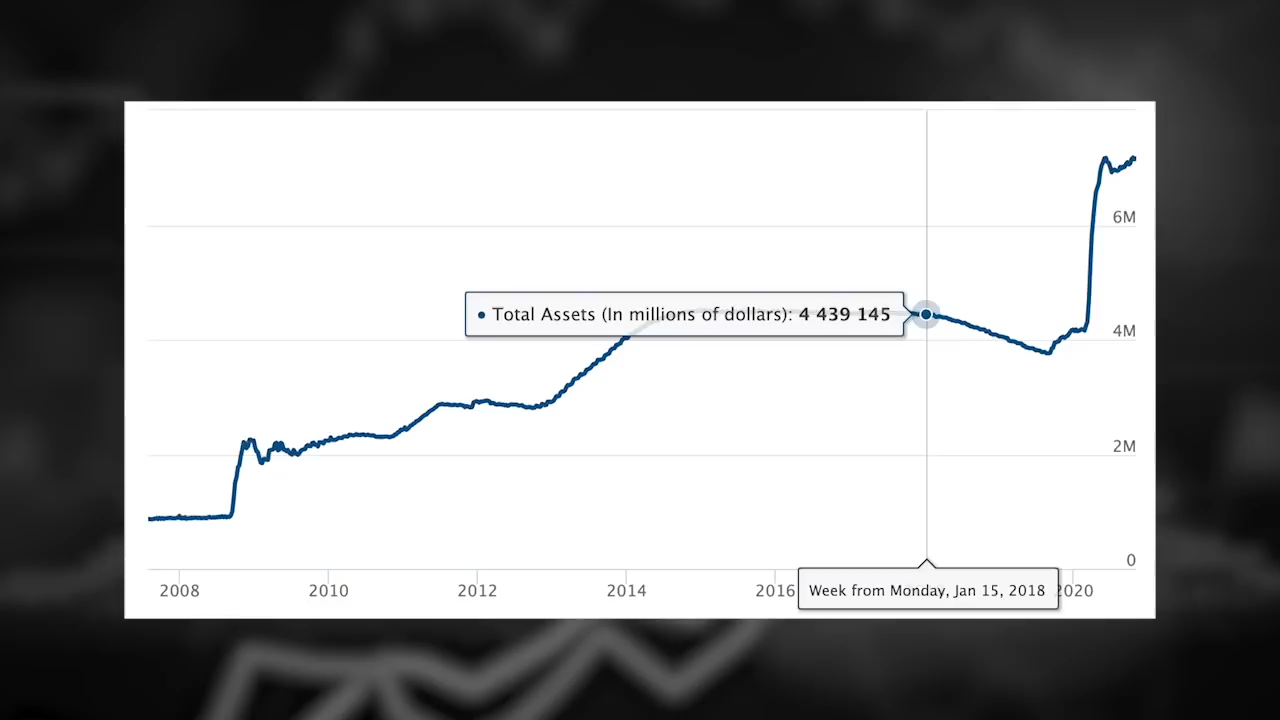 6M
Total Assets (In millions of dollars): 4 439 145
4M
2M
0
2008 2010 2012 2014 2016 Week from Monday, Jan 15, 2018 2020